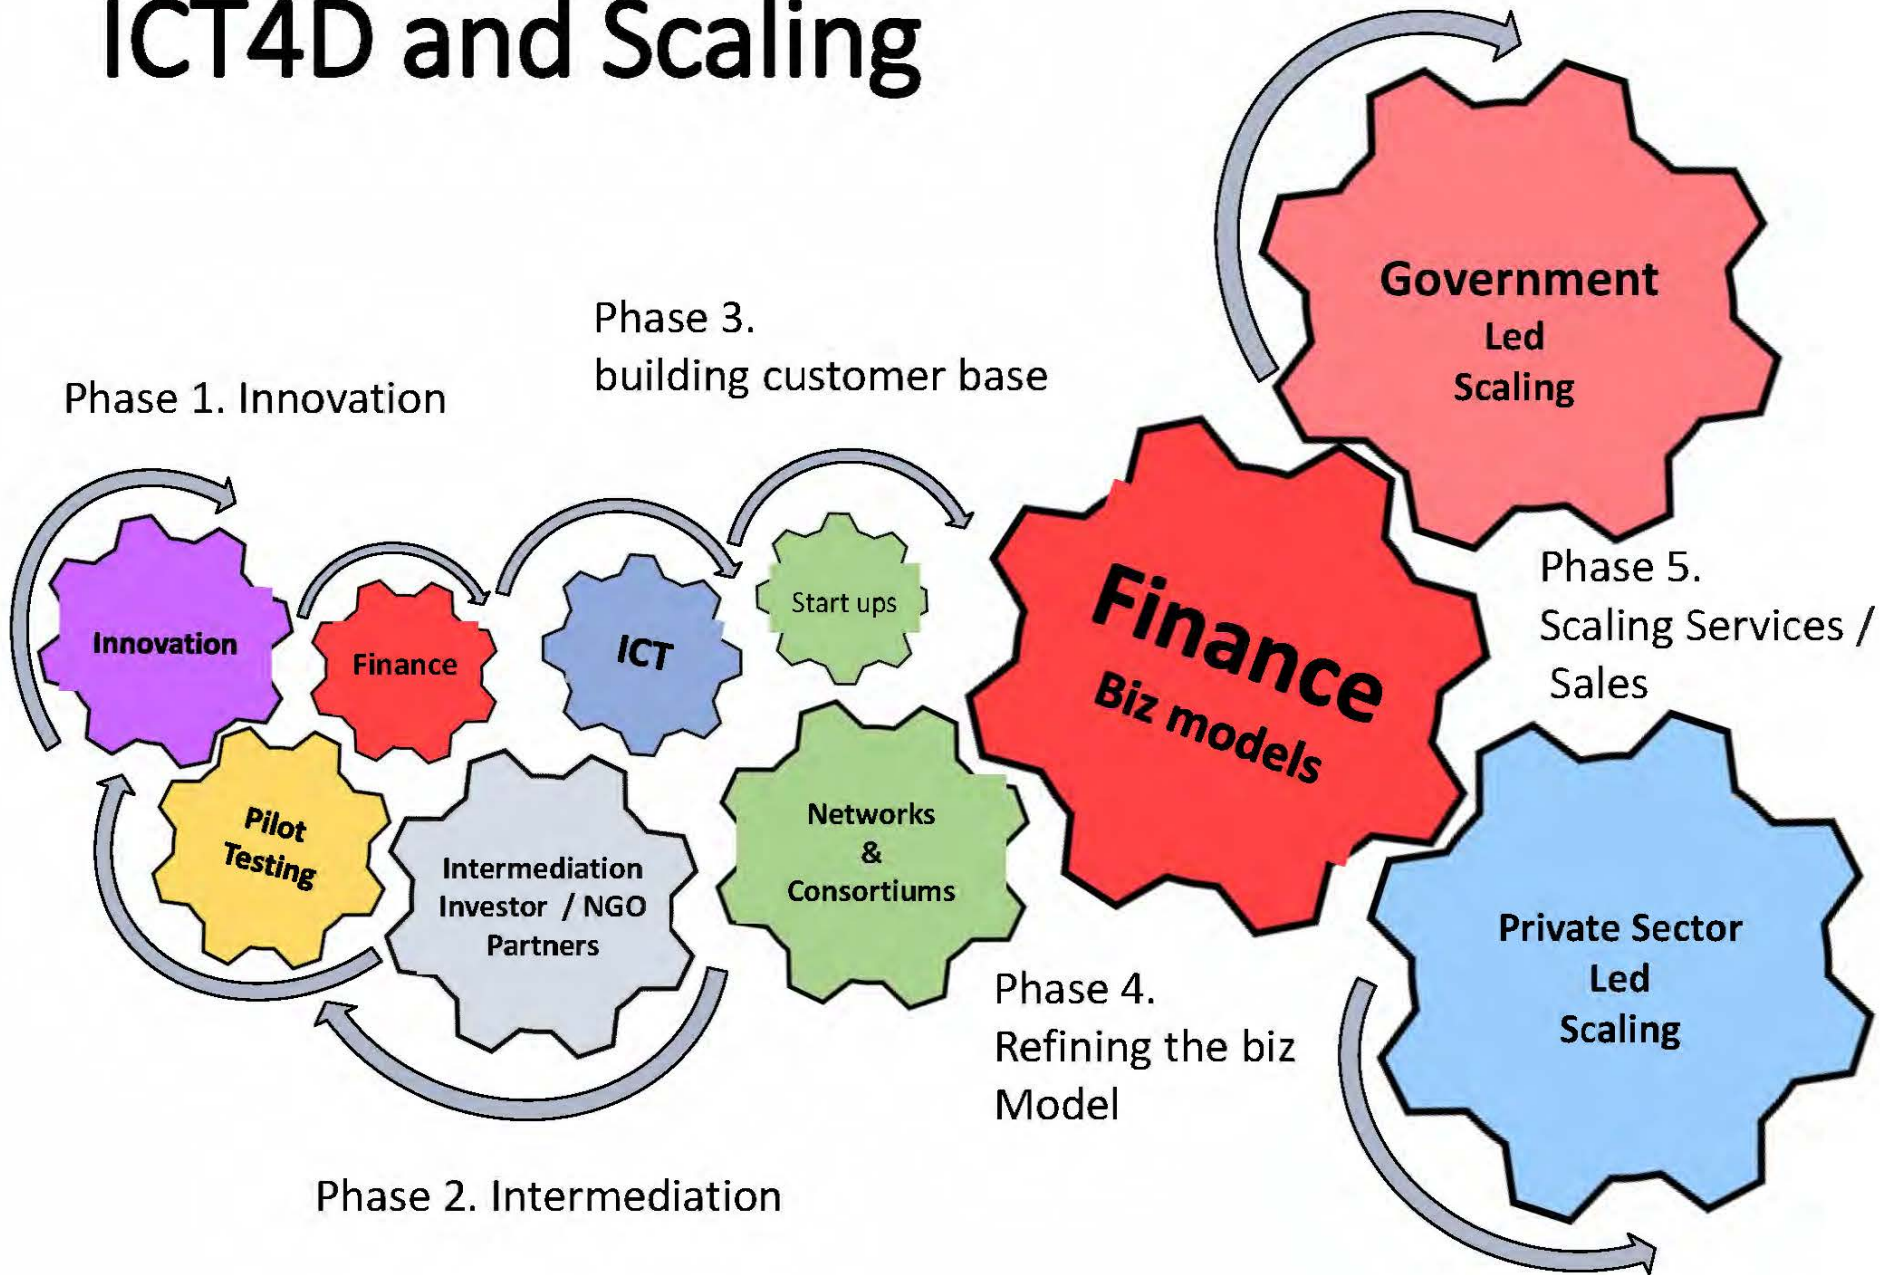 ICT4D and Scaling
Phase 1. Innovation
Phase 3.
building customer base
Government
Led
Scaling
Innovation
Finance
ICT
Start ups
Finance
Biz models
Phase 5.
Scaling Services /
Sales
Pilot
Testing
Intermediation
Investor / NGO
Partners
Networks
&
Consortiums
Private Sector
Led
Scaling
Phase 4.
Refining the biz
Model
Phase 2. Intermediation